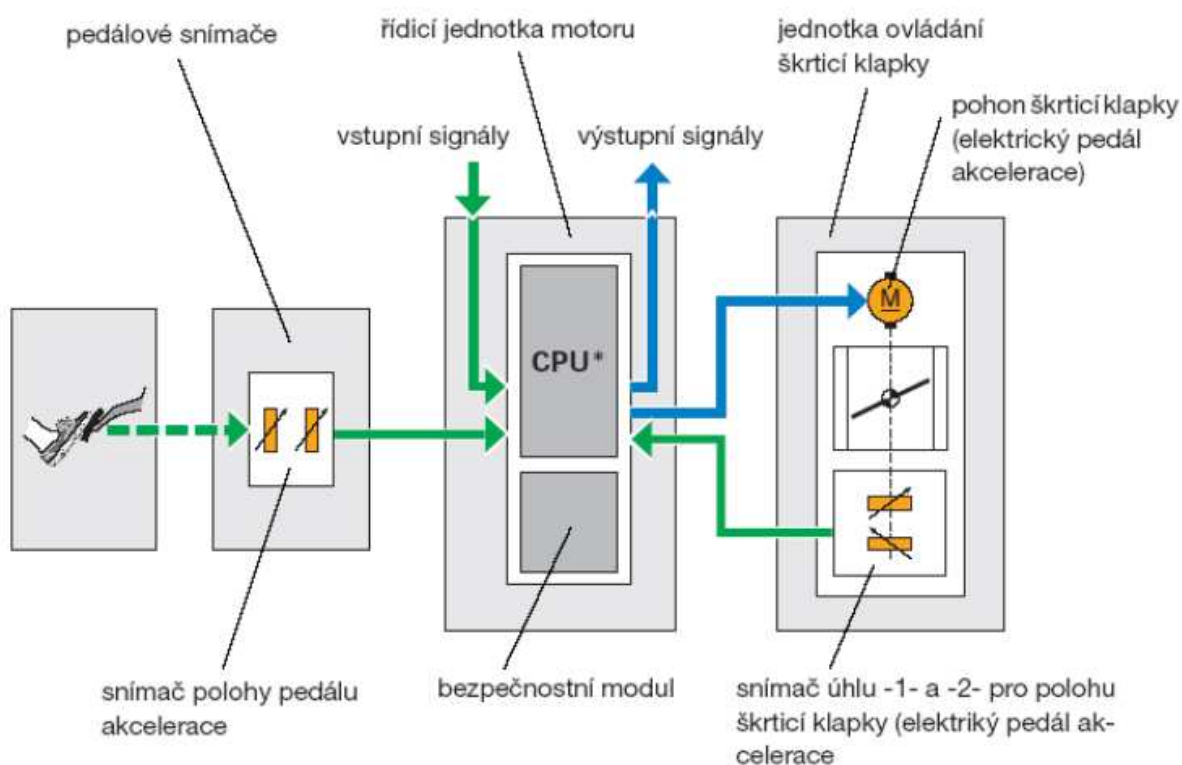 pedálové snímače
řídicí jednotka motoru
jednotka ovládání
škrticí klapky
pohon škrticí klapky
(elektrický pedál
akcelerace)
vstupní signály
výstupní signály
M
CPU*
snímač polohy pedálu
akcelerace
bezpečnostní modul
snímač úhlu -1- a -2- pro polohu
škrticí klapky (elektriký pedál ak-
celerace